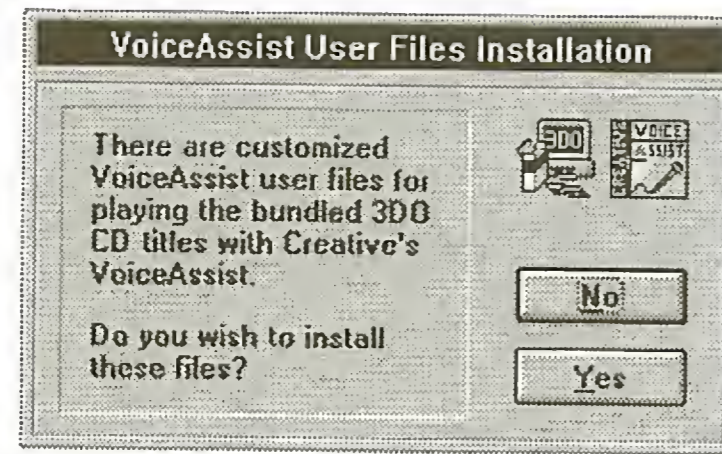 VoiceAssist User Files Installation
There are customized
VoiceAssist user files for
playing the bundled 3DO
CD titles with Creative's
VoiceAssist.
Do you wish to install
these files?
3DO
VOICE
ASSIST
No
Yes